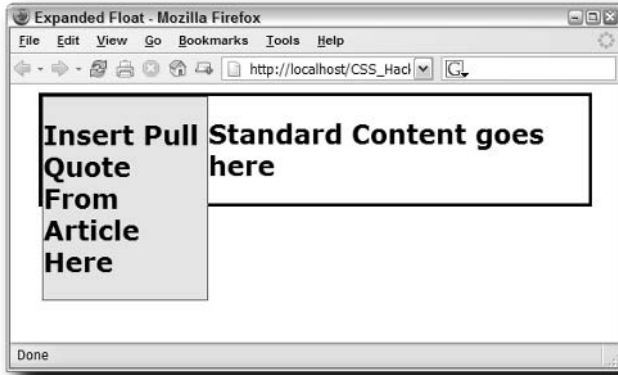 Expanded Float - Mozilla Firefox
File Edit View Go Bookmarks Tools Help
http://localhost/CSS_Hack G
Insert Pull
Quote
From
Article
Here
Standard Content goes
here
Done